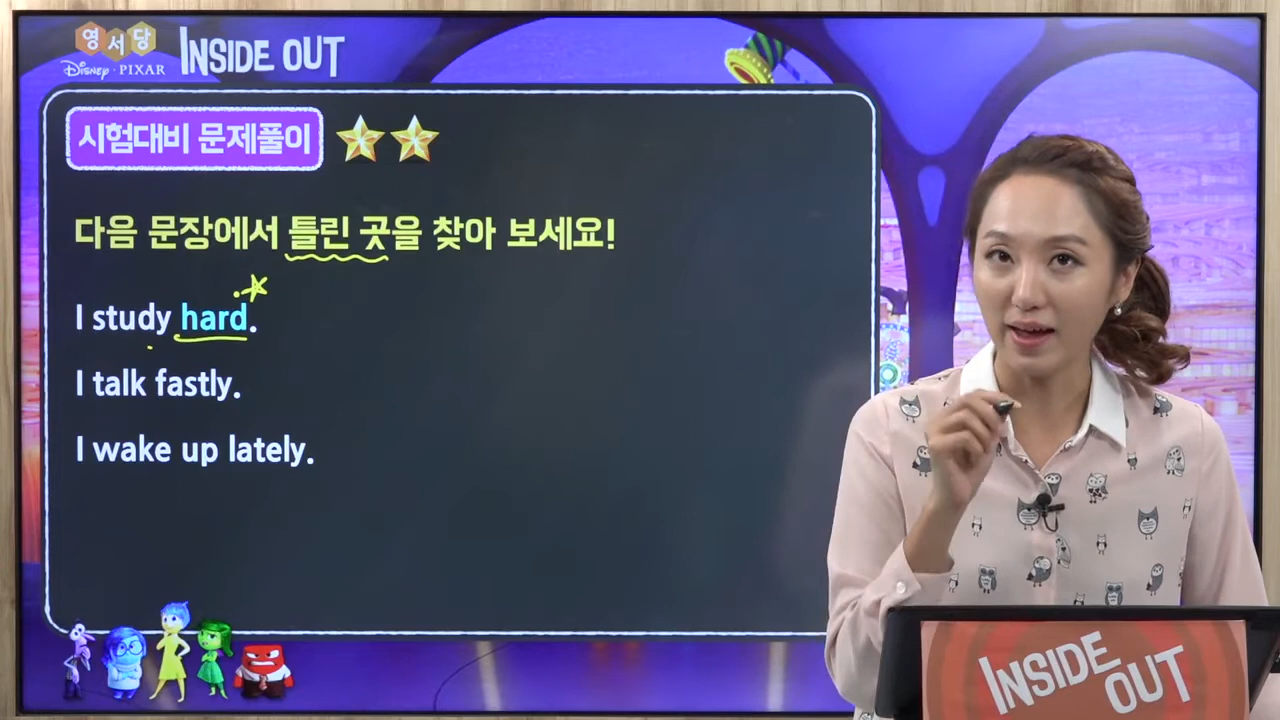 영서당
DISNEY · PIXAR
INSIDE OUT
시험대비 문제풀이
다음 문장에서 틀린 곳을 찾아 보세요!
I study hard.
I talk fastly.
I wake up lately.
INSIDE
OUT